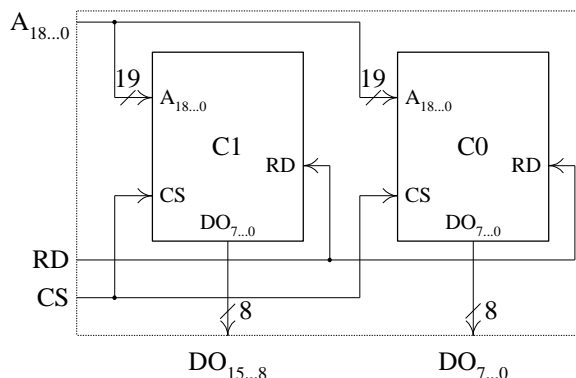 A18...0
19 19
A18...0 A18...0
C1 C0
RD RD
CS CS
DO7...0 DO7...0
RD
CS
8 8
DO15...8 DO7...0